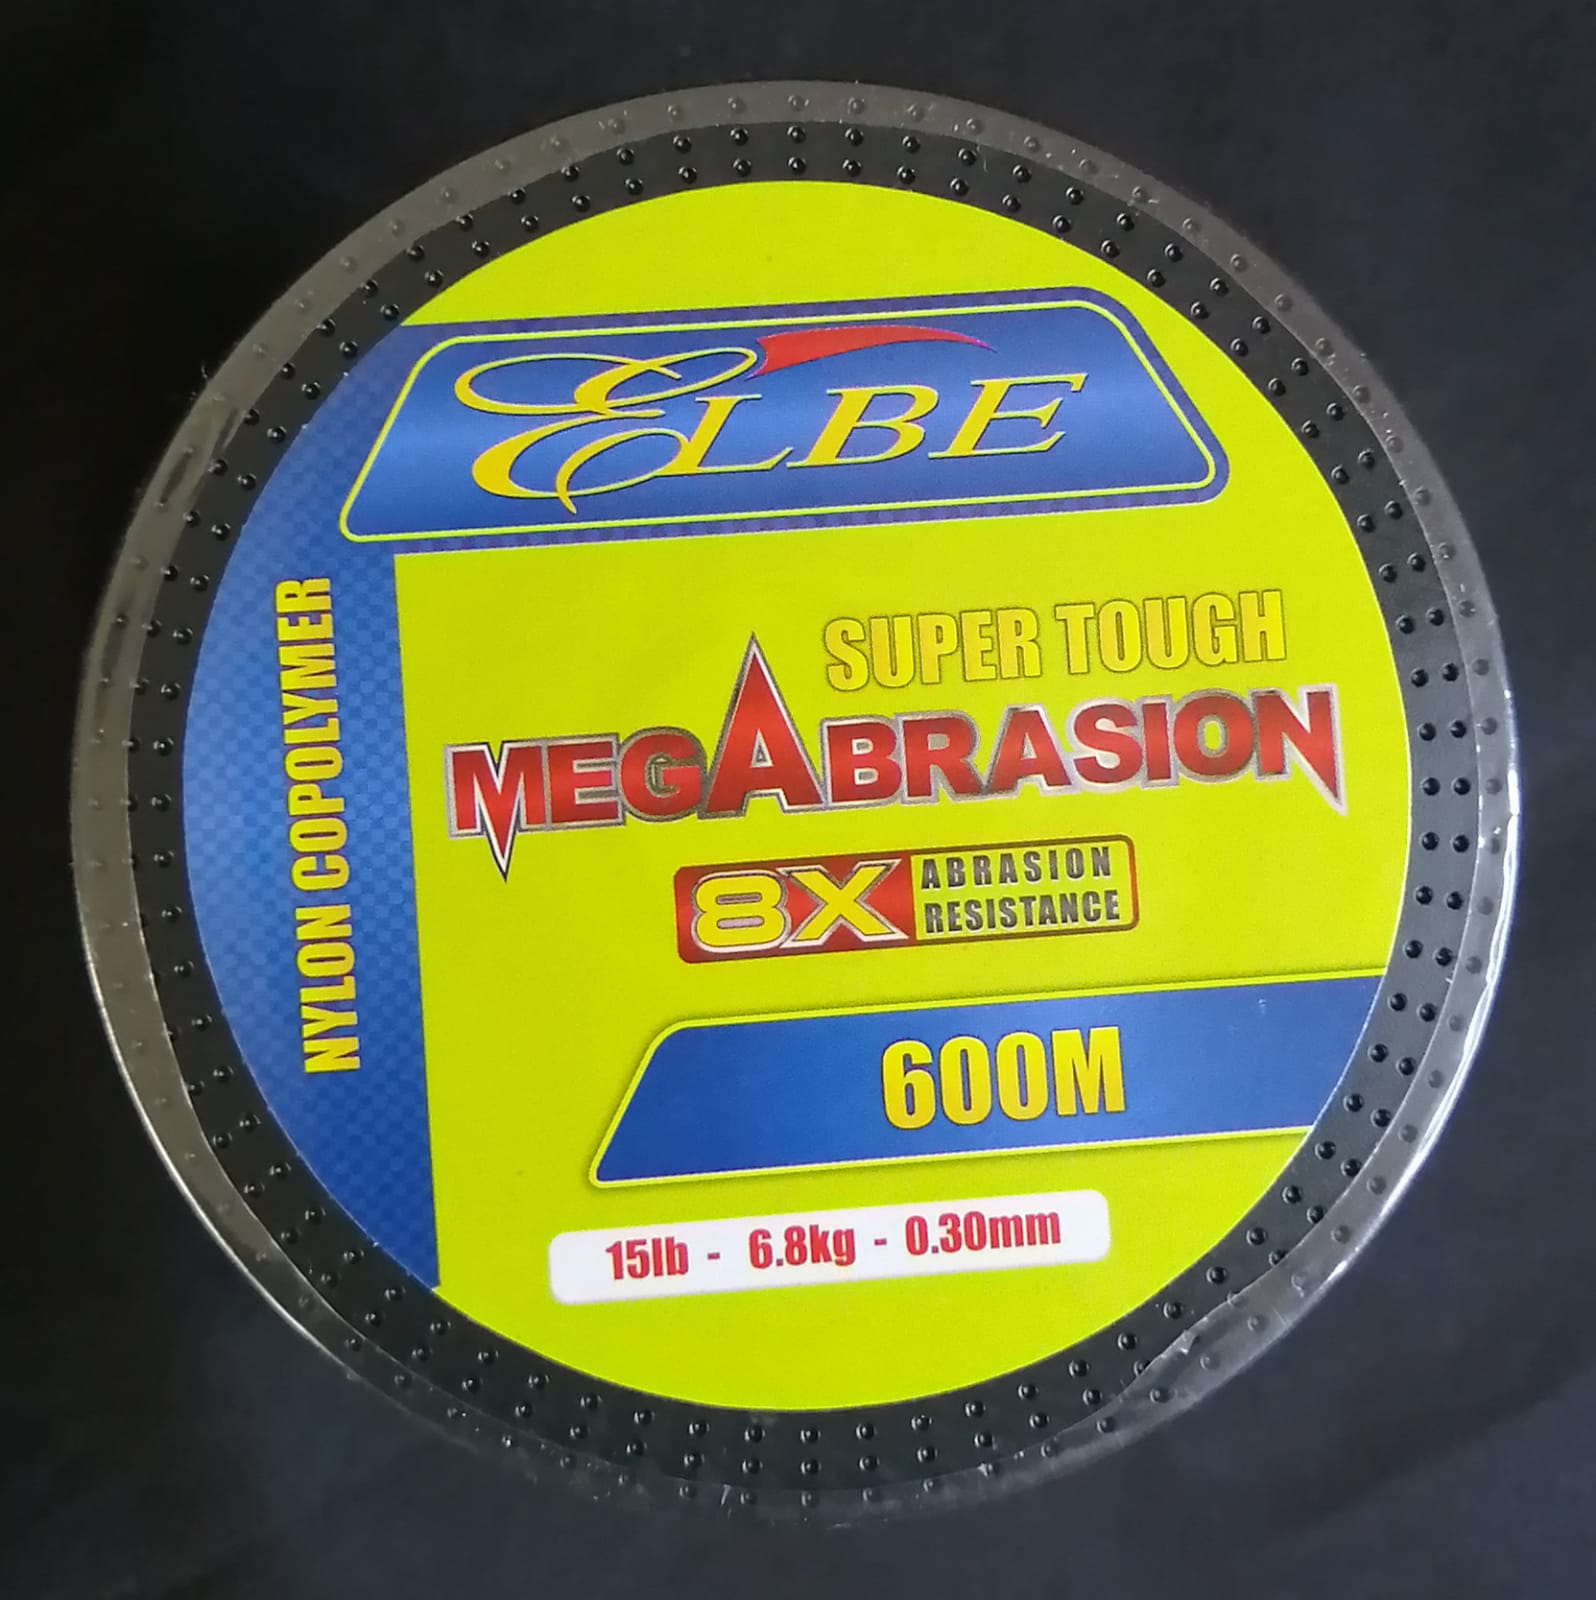 ELBE
NYLON COPOLYMER
SUPER TOUGH
MEGABRASION
8X ABRASION
RESISTANCE
600M
15lb - 6.8kg - 0.30mm